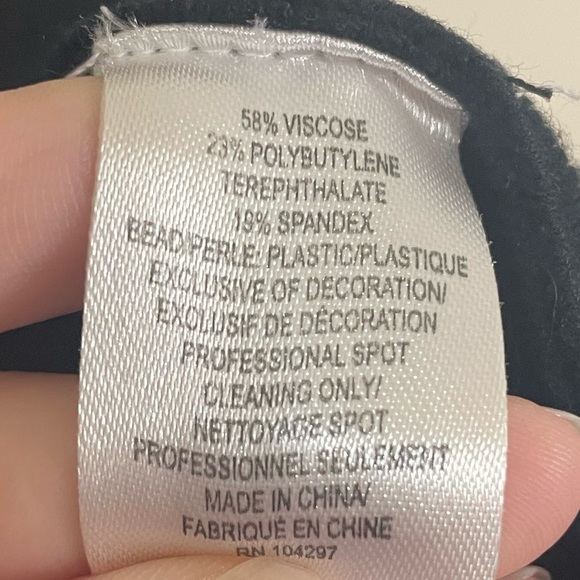 58% VISCOSE
23% POLYBUTYLENE
TEREPHTHALATE
19% SPANDEX
BEAD/PERLE: PLASTIC/PLASTIQUE
EXCLUSIVE OF DECORATION/
EXCLUSIF DE DÉCORATION
PROFESSIONAL SPOT
CLEANING ONLY/
NETTOYAGE SPOT
PROFESSIONNEL SEULEMENT
MADE IN CHINA/
FABRIQUÉ EN CHINE
RN 104297